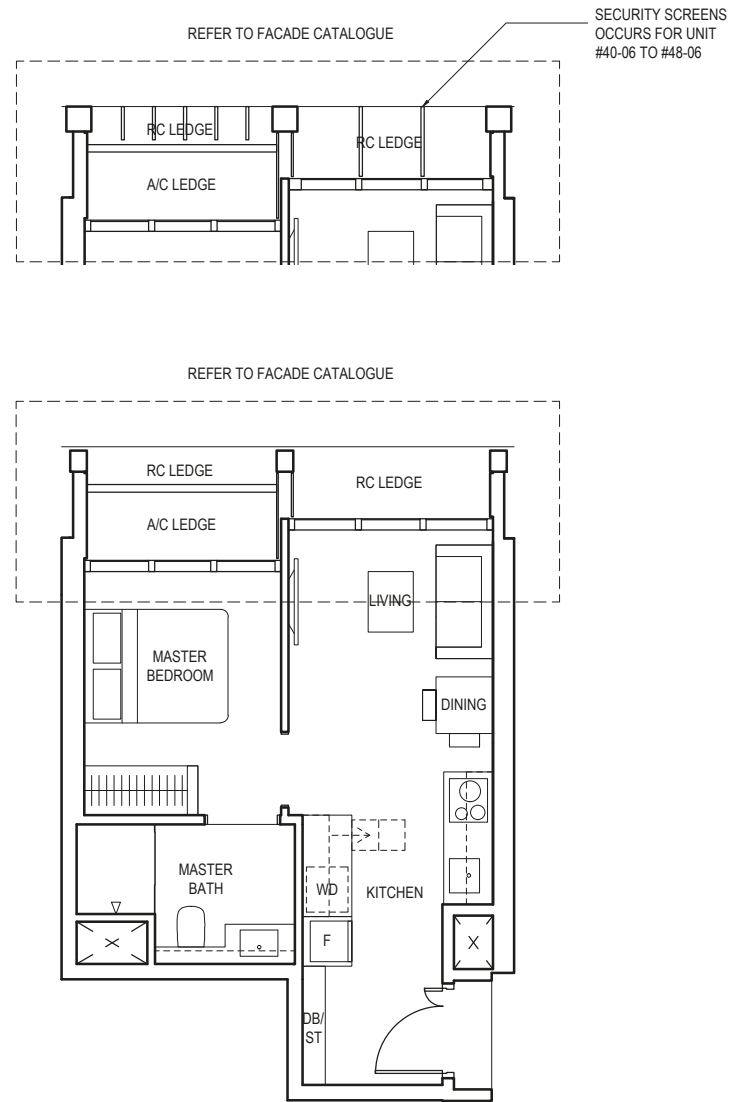 SECURITY SCREENS
OCCURS FOR UNIT
#40-06 TO #48-06
REFER TO FACADE CATALOGUE
RC LEDGE
RC LEDGE
A/C LEDGE
REFER TO FACADE CATALOGUE
RC LEDGE
RC LEDGE
A/C LEDGE
LIVING
MASTER
BEDROOM
DINING
MASTER
BATH
WD
KITCHEN
F
DB/
ST